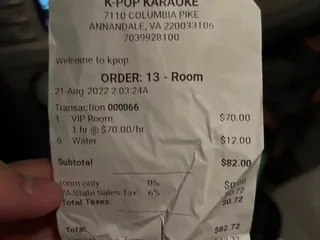 K-POP KARAOKE
7110 COLUMBIA PIKE
ANNANDALE, VA 220033106
7039928100
Welcome to kpop
ORDER: 13 - Room
21-Aug-2022 2:03:24A
Transaction 000066
1 VIP Room $70.00
1 hr @ $70.00/hr
6 Water $12.00
Subtotal $82.00
Room only 0% $0.00
VA State Sales Tax 6% $0.72
Total Taxes $0.72
Total $82.72